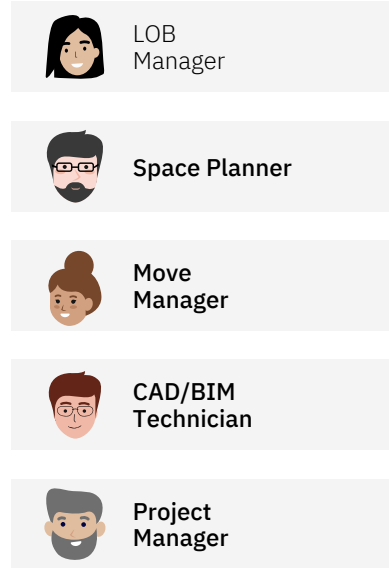 LOB
Manager
Space Planner
Move
Manager
CAD/BIM
Technician
Project
Manager